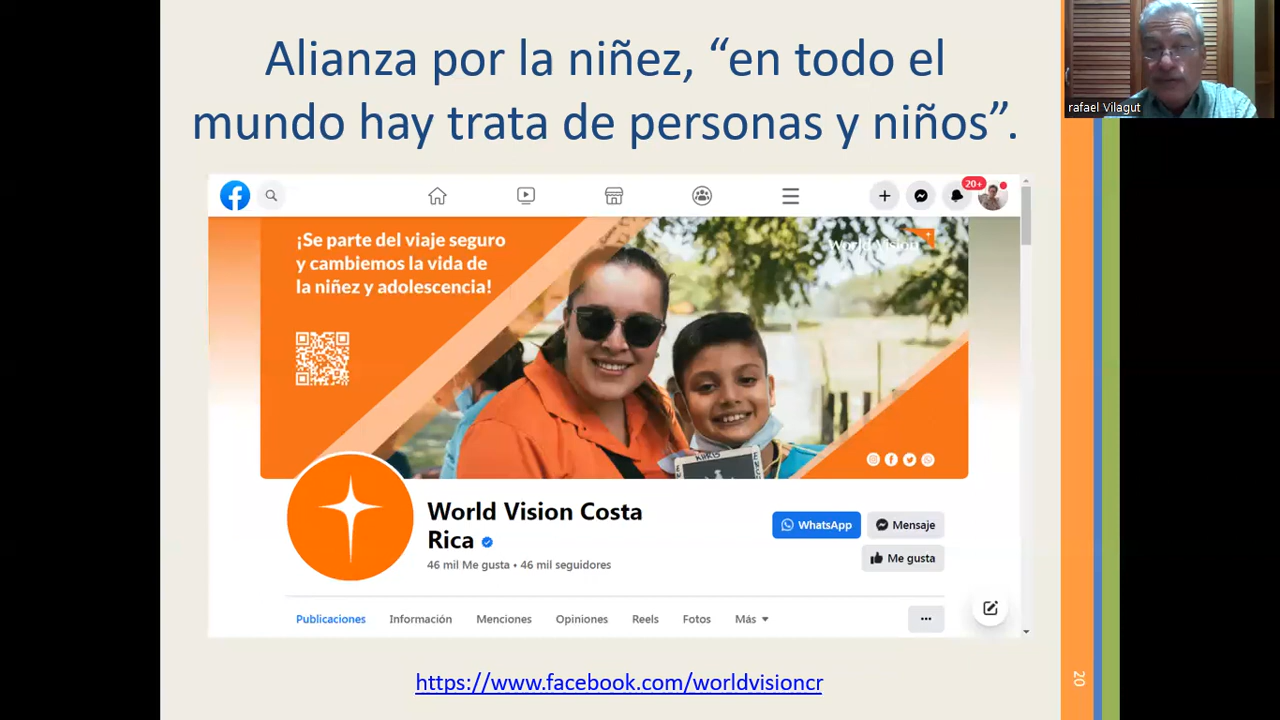 Alianza por la niñez, “en todo el
mundo hay trata de personas y niños”.
rafael Vilagut
20+
¡Se parte del viaje seguro
y cambiemos la vida de
la niñez y adolescencia!
World Vision
World Vision Costa
Rica
46 mil Me gusta • 46 mil seguidores
WhatsApp
Mensaje
Me gusta
Publicaciones Información Menciones Opiniones Reels Fotos Más
https://www.facebook.com/worldvisioncr
20